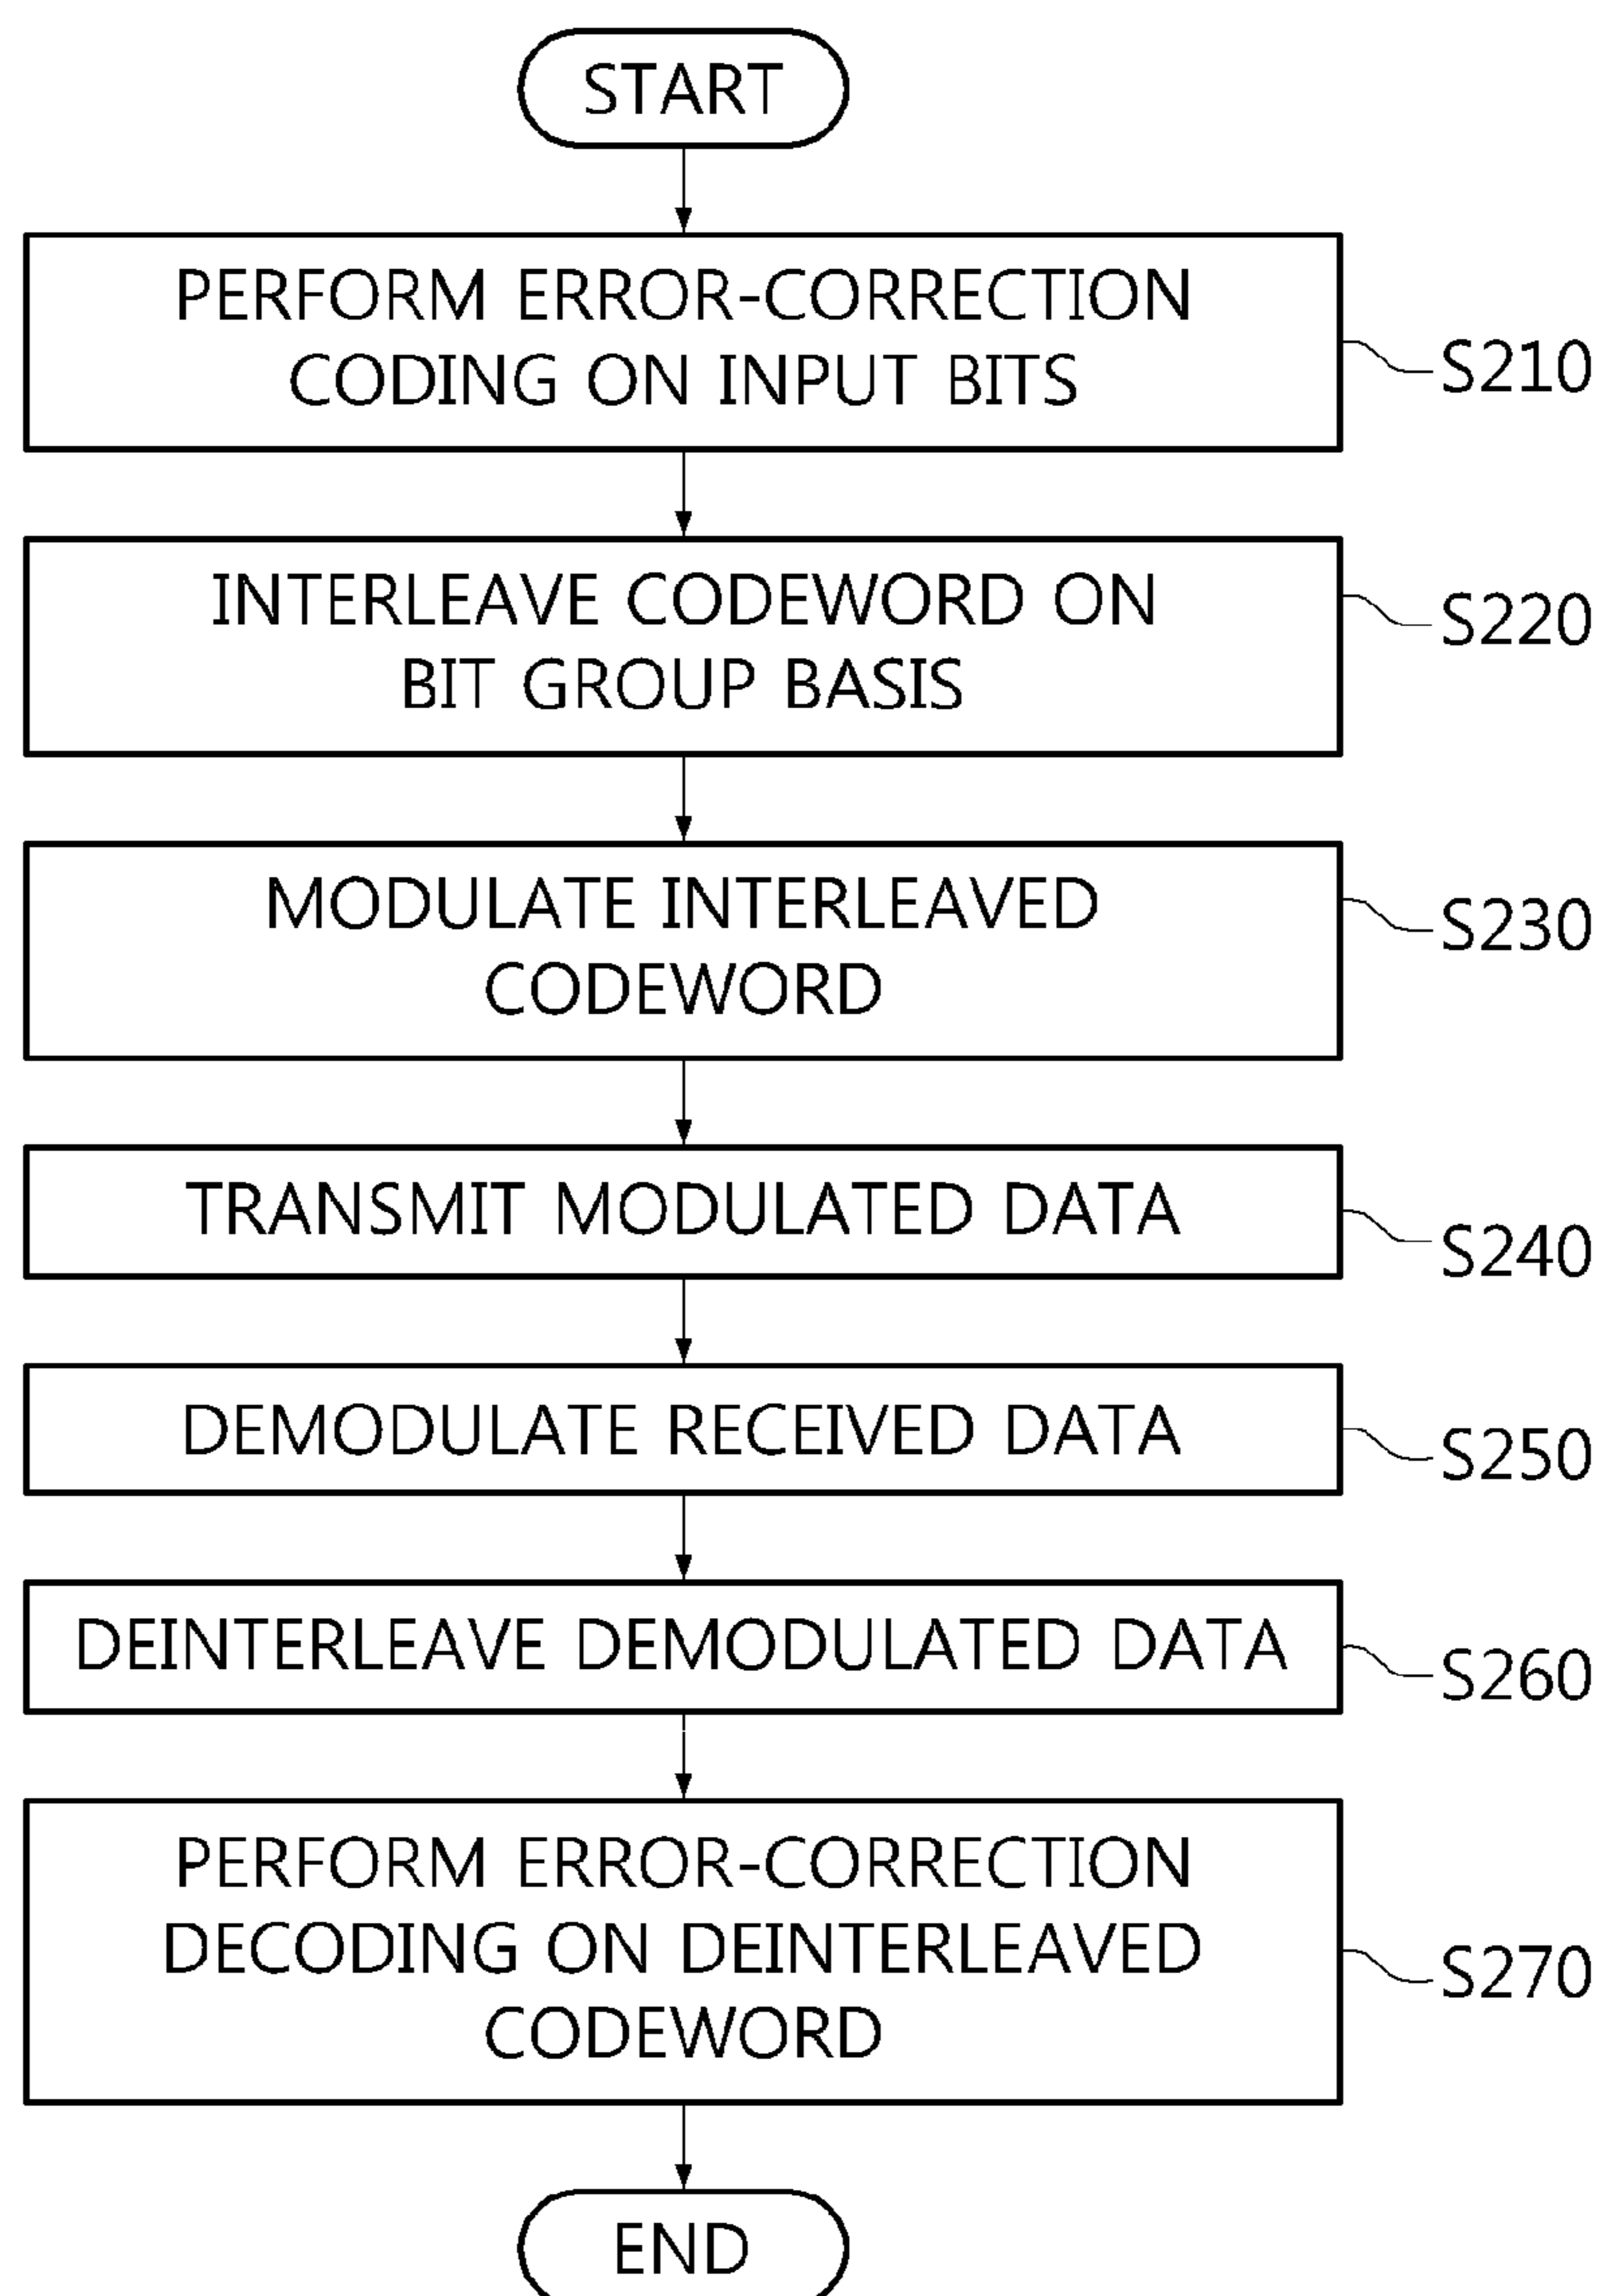 START
PERFORM ERROR-CORRECTION
CODING ON INPUT BITS
S210
INTERLEAVE CODEWORD ON
BIT GROUP BASIS
S220
MODULATE INTERLEAVED
CODEWORD
S230
TRANSMIT MODULATED DATA
S240
DEMODULATE RECEIVED DATA
S250
DEINTERLEAVE DEMODULATED DATA
S260
PERFORM ERROR-CORRECTION
DECODING ON DEINTERLEAVED
CODEWORD
S270
END